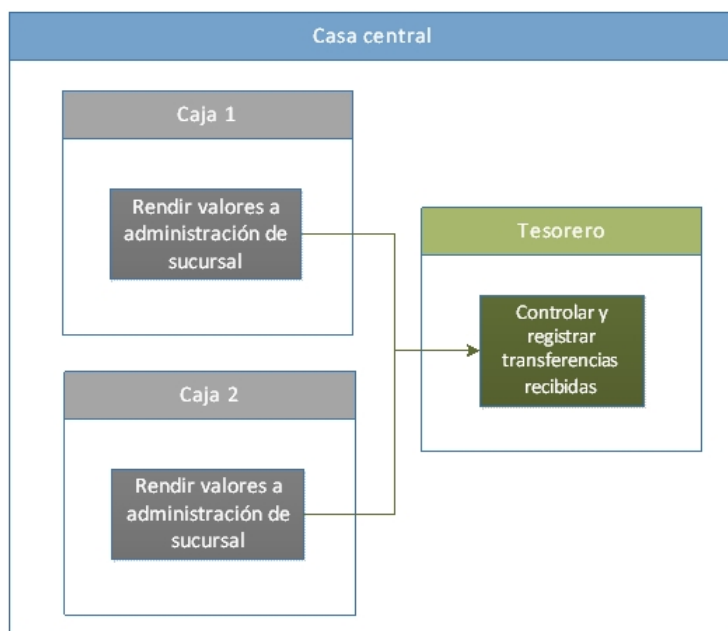 Casa central
Caja 1
Rendir valores a
administración de
sucursal
Tesorero
Controlar y
registrar
transferencias
recibidas
Caja 2
Rendir valores a
administración de
sucursal